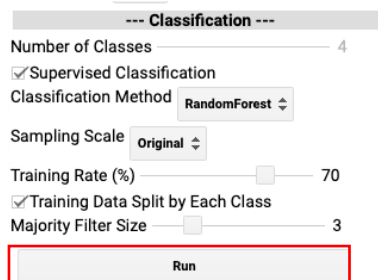 --- Classification ---
Number of Classes 4
Supervised Classification
Classification Method RandomForest
Sampling Scale Original
Training Rate (%) 70
Training Data Split by Each Class
Majority Filter Size 3
Run